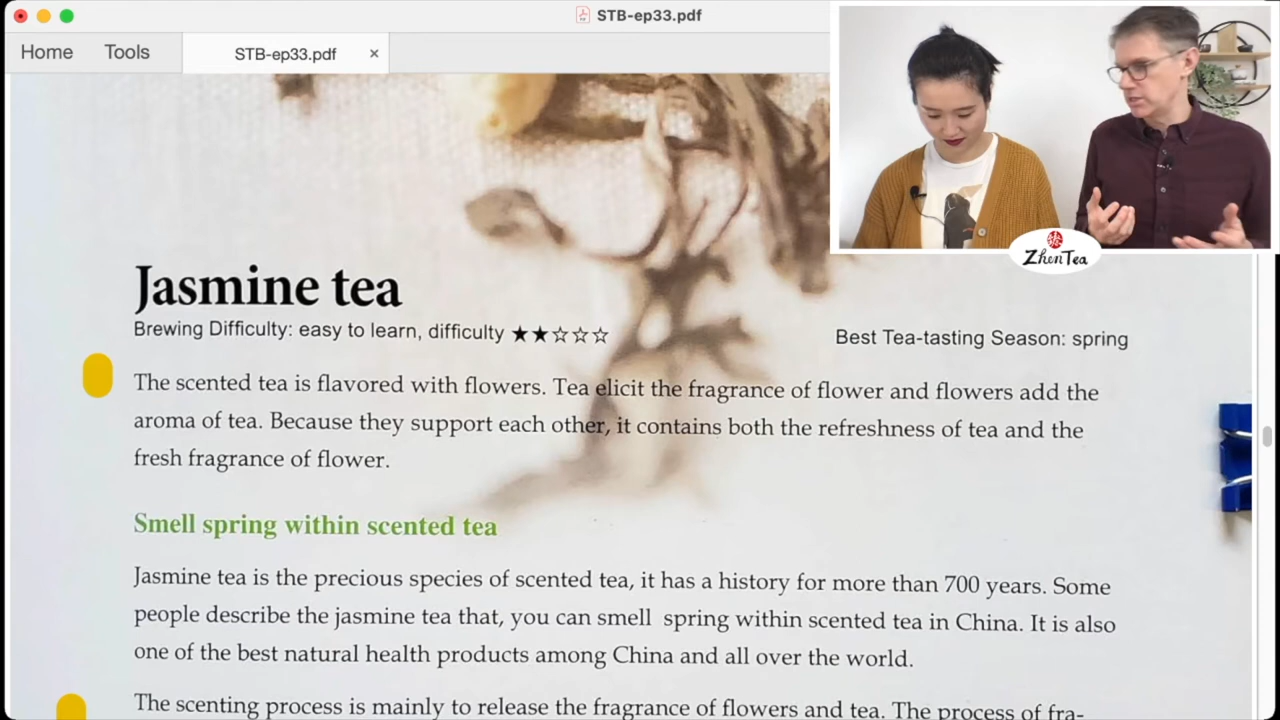 STB-ep33.pdf
Home Tools STB-ep33.pdf ×
ZhenTea
Jasmine tea
Brewing Difficulty: easy to learn, difficulty ★★☆☆☆
Best Tea-tasting Season: spring
The scented tea is flavored with flowers. Tea elicit the fragrance of flower and flowers add the
aroma of tea. Because they support each other, it contains both the refreshness of tea and the
fresh fragrance of flower.
Smell spring within scented tea
Jasmine tea is the precious species of scented tea, it has a history for more than 700 years. Some
people describe the jasmine tea that, you can smell spring within scented tea in China. It is also
one of the best natural health products among China and all over the world.
The scenting process is mainly to release the fragrance of flowers and tea. The process of fra-